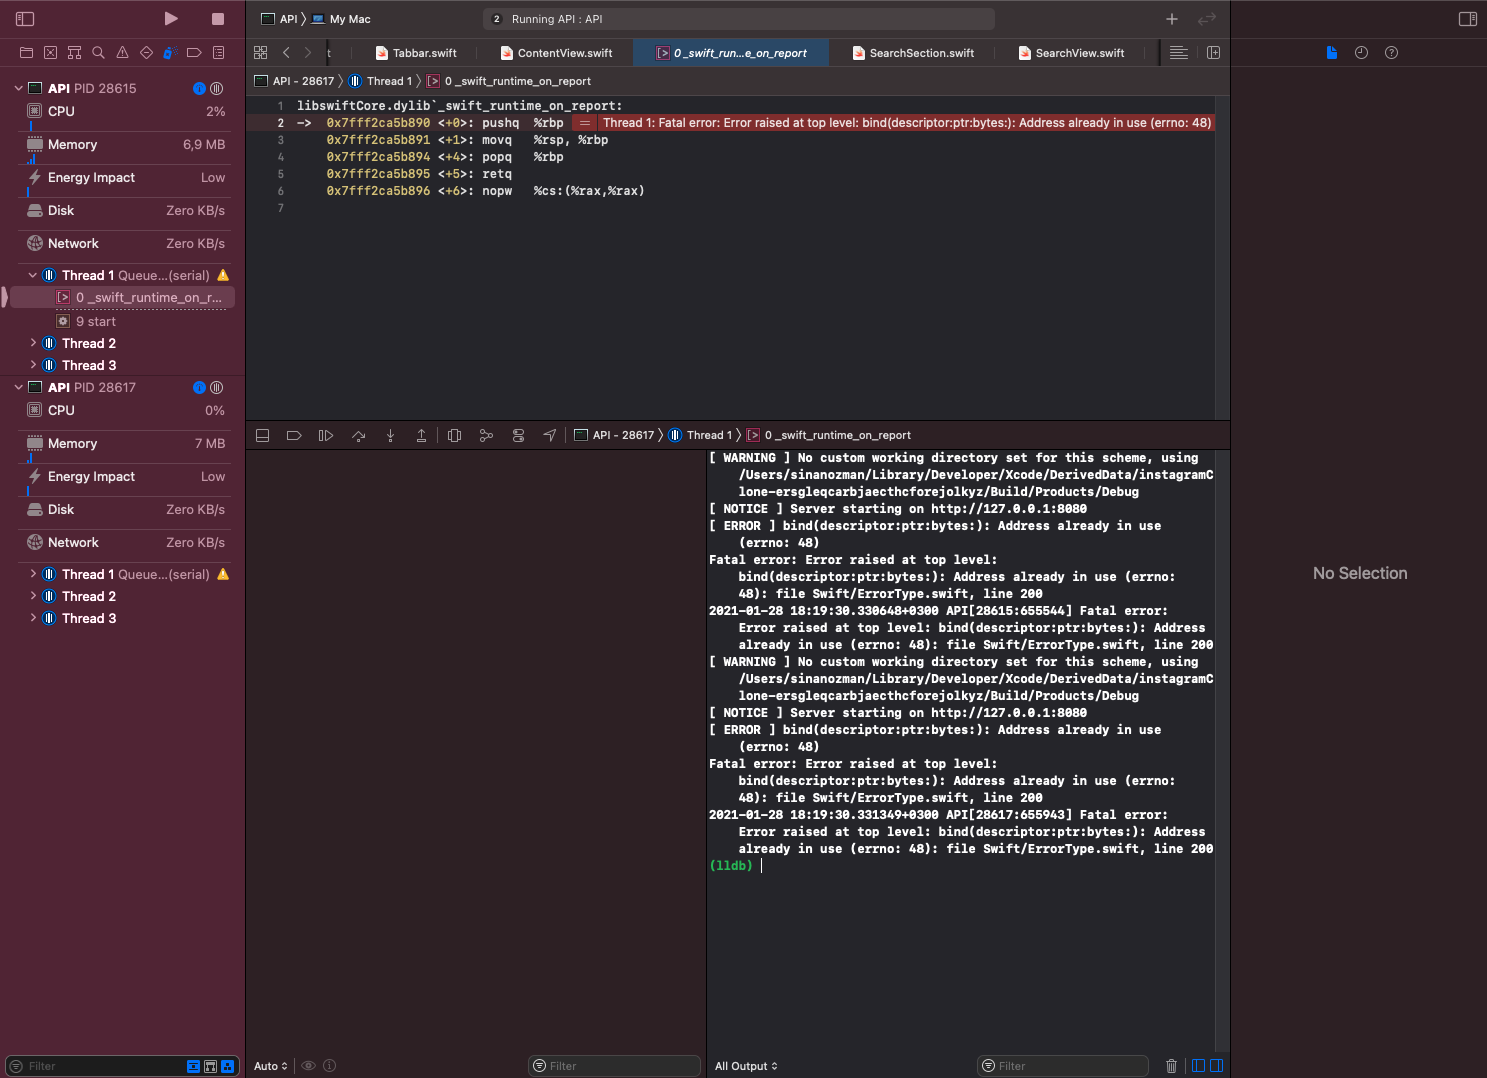 API
My Mac
2
Running API : API
t
Tabbar.swift
ContentView.swift
0 _swift_run...e_on_report
SearchSection.swift
SearchView.swift
API PID 28615
CPU
2%
Memory
6,9 MB
Energy Impact
Low
Disk
Zero KB/s
Network
Zero KB/s
Thread 1 Queue...(serial)
0 _swift_runtime_on_r...
9 start
Thread 2
Thread 3
API PID 28617
CPU
0%
Memory
7 MB
Energy Impact
Low
Disk
Zero KB/s
Network
Zero KB/s
Thread 1 Queue...(serial)
Thread 2
Thread 3
Filter
API - 28617
Thread 1
0 _swift_runtime_on_report
1 libswiftCore.dylib`_swift_runtime_on_report:
2 -> 0x7fff2ca5b890 <+0>: pushq %rbp = Thread 1: Fatal error: Error raised at top level: bind(descriptor:ptr:bytes:): Address already in use (errno: 48)
3 0x7fff2ca5b891 <+1>: movq %rsp, %rbp
4 0x7fff2ca5b894 <+4>: popq %rbp
5 0x7fff2ca5b895 <+5>: retq
6 0x7fff2ca5b896 <+6>: nopw %cs:(%rax,%rax)
7
API - 28617
Thread 1
0 _swift_runtime_on_report
[ WARNING ] No custom working directory set for this scheme, using
/Users/sinanozman/Library/Developer/Xcode/DerivedData/instagramC
lone-ersgleqcarbjaecthcforejolkyz/Build/Products/Debug
[ NOTICE ] Server starting on http://127.0.0.1:8080
[ ERROR ] bind(descriptor:ptr:bytes:): Address already in use
(errno: 48)
Fatal error: Error raised at top level:
bind(descriptor:ptr:bytes:): Address already in use (errno:
48): file Swift/ErrorType.swift, line 200
2021-01-28 18:19:30.330648+0300 API[28615:655544] Fatal error:
Error raised at top level: bind(descriptor:ptr:bytes:): Address
already in use (errno: 48): file Swift/ErrorType.swift, line 200
[ WARNING ] No custom working directory set for this scheme, using
/Users/sinanozman/Library/Developer/Xcode/DerivedData/instagramC
lone-ersgleqcarbjaecthcforejolkyz/Build/Products/Debug
[ NOTICE ] Server starting on http://127.0.0.1:8080
[ ERROR ] bind(descriptor:ptr:bytes:): Address already in use
(errno: 48)
Fatal error: Error raised at top level:
bind(descriptor:ptr:bytes:): Address already in use (errno:
48): file Swift/ErrorType.swift, line 200
2021-01-28 18:19:30.331349+0300 API[28617:655943] Fatal error:
Error raised at top level: bind(descriptor:ptr:bytes:): Address
already in use (errno: 48): file Swift/ErrorType.swift, line 200
(lldb)
Auto
Filter
All Output
Filter
No Selection